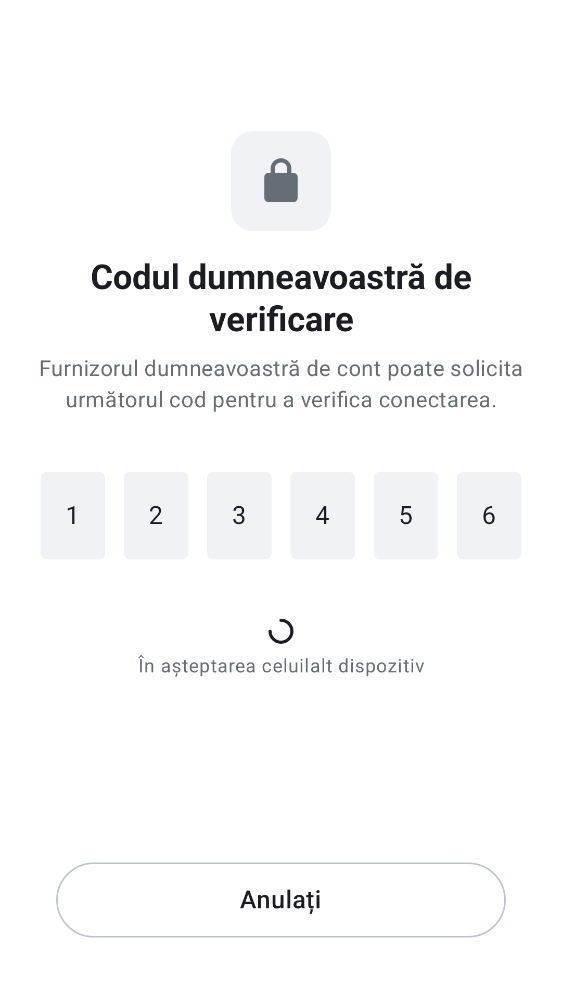 Codul dumneavoastră de
verificare
Furnizorul dumneavoastră de cont poate solicita
următorul cod pentru a verifica conectarea.
1 2 3 4 5 6
În așteptarea celuilalt dispozitiv
Anulați